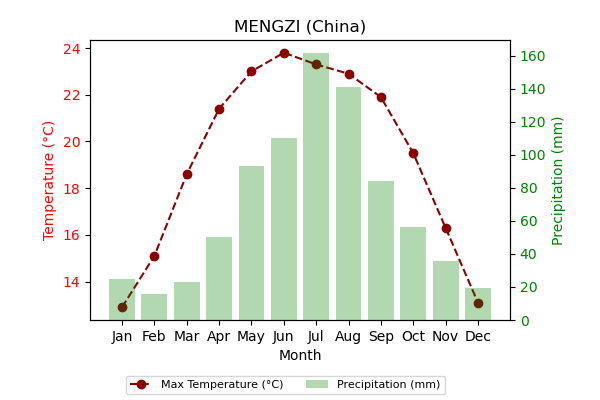 MENGZI (China)
24
22
20
18
16
14
Temperature (°C)
160
140
120
100
80
60
40
20
0
Precipitation (mm)
Jan Feb Mar Apr May Jun Jul Aug Sep Oct Nov Dec
Month
Max Temperature (°C) Precipitation (mm)